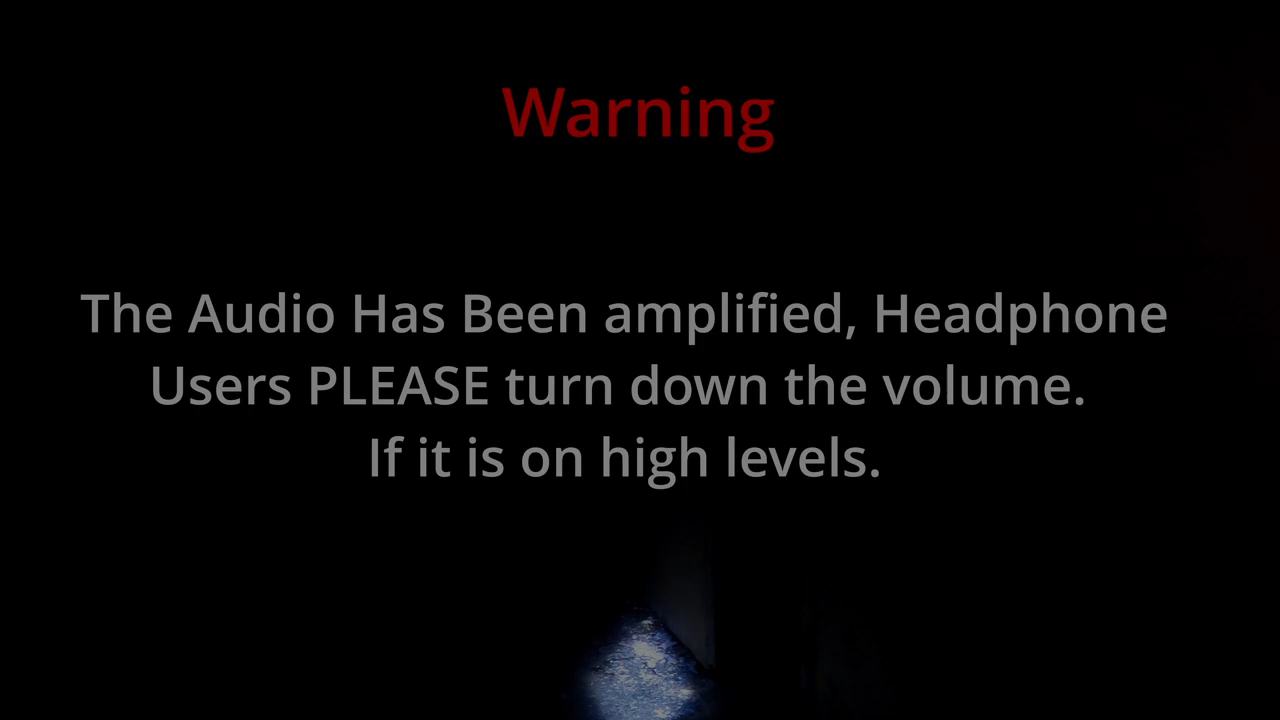 Warning
The Audio Has Been amplified, Headphone
Users PLEASE turn down the volume.
If it is on high levels.